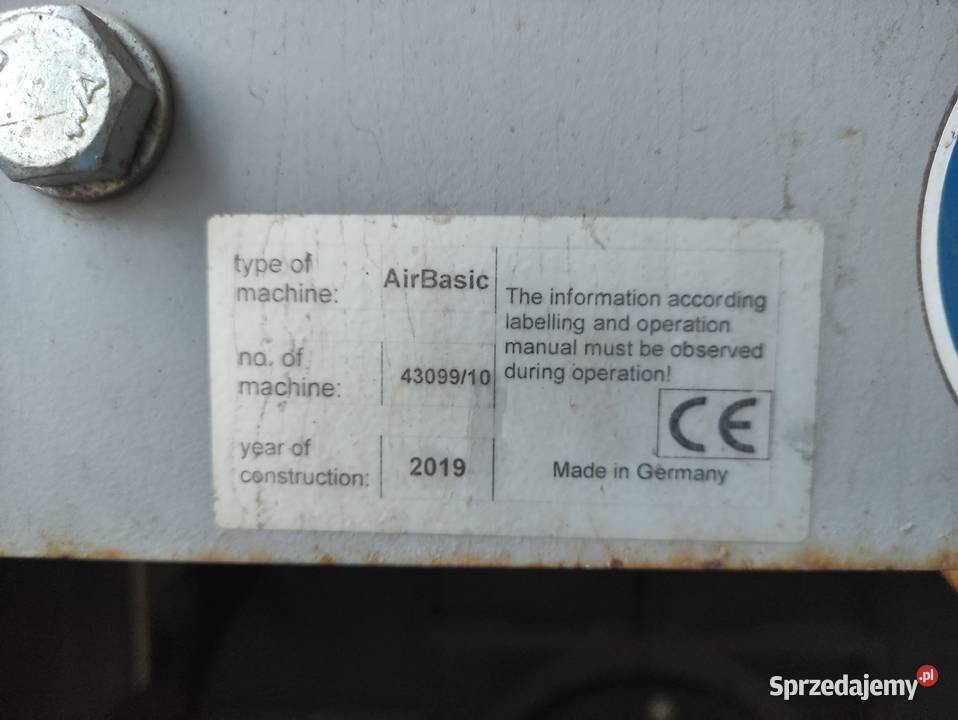 type of
machine:
AirBasic
no. of
machine:
43099/10
year of
construction:
2019
The information according
labelling and operation
manual must be observed
during operation!
CE
Made in Germany
Sprzedajemy.pl